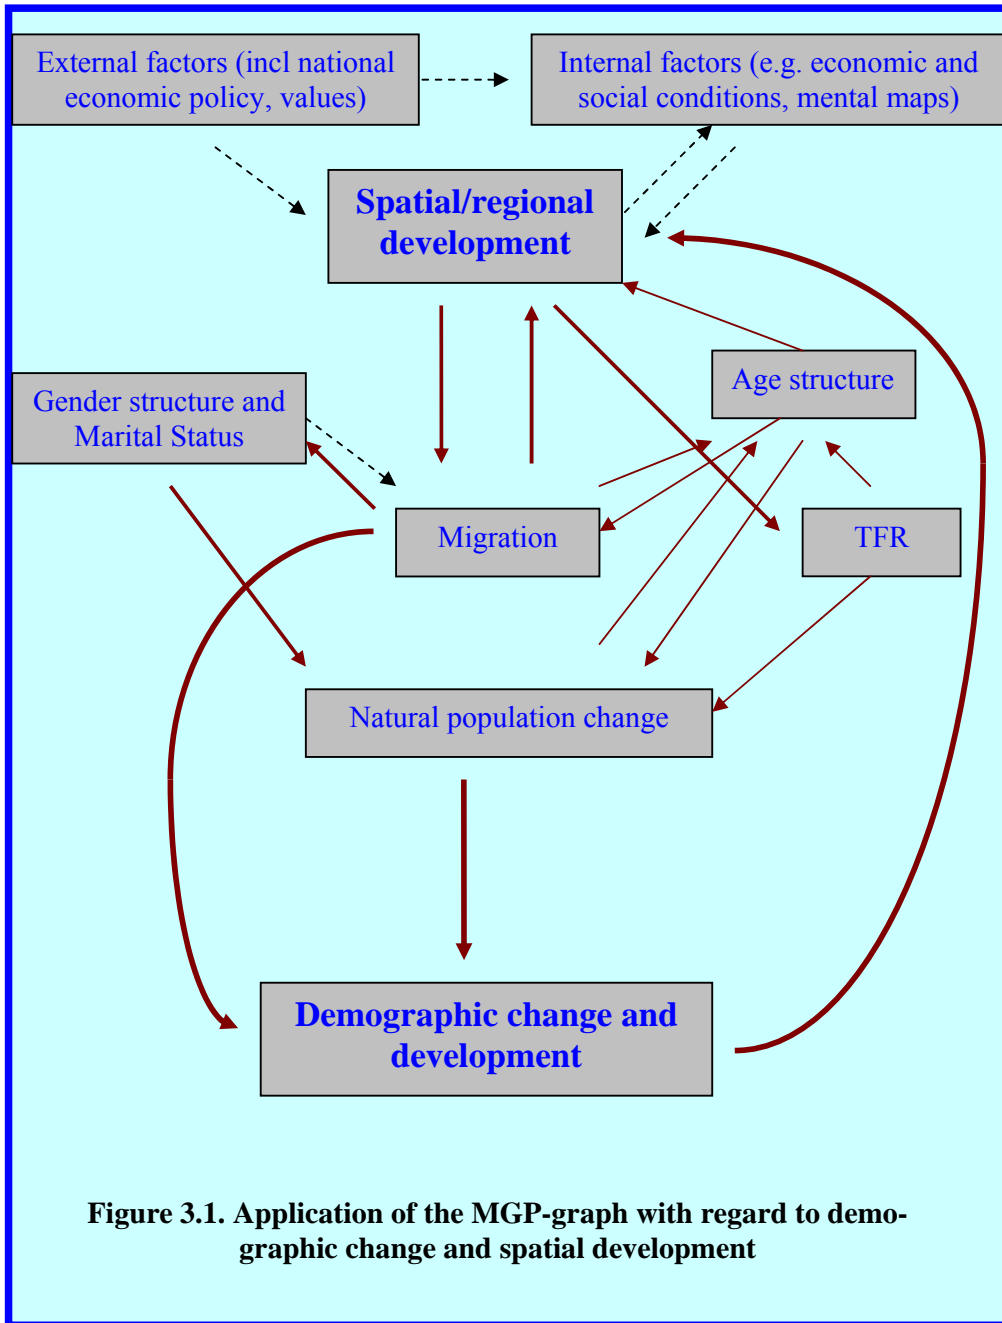 External factors (incl national
economic policy, values)
Internal factors (e.g. economic and
social conditions, mental maps)
Spatial/regional
development
Age structure
Gender structure and
Marital Status
Migration
TFR
Natural population change
Demographic change and
development
Figure 3.1. Application of the MGP-graph with regard to demo-
graphic change and spatial development